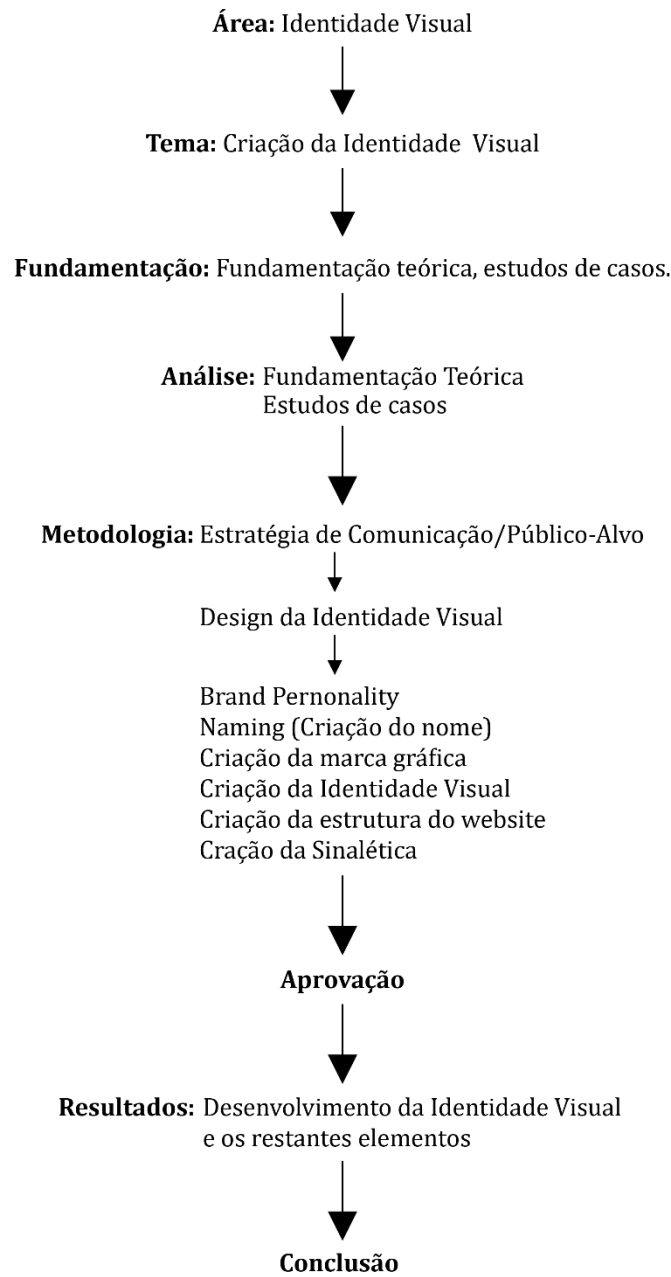 Área: Identidade Visual
Tema: Criação da Identidade Visual
Fundamentação: Fundamentação teórica, estudos de casos.
Análise: Fundamentação Teórica
Estudos de casos
Metodologia: Estratégia de Comunicação/Público-Alvo
Design da Identidade Visual
Brand Pernonality
Naming (Criação do nome)
Criação da marca gráfica
Criação da Identidade Visual
Criação da estrutura do website
Cração da Sinalética
Aprovação
Resultados: Desenvolvimento da Identidade Visual
e os restantes elementos
Conclusão